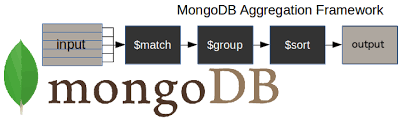 MongoDB Aggregation Framework
input $match $group $sort output
mongoDB